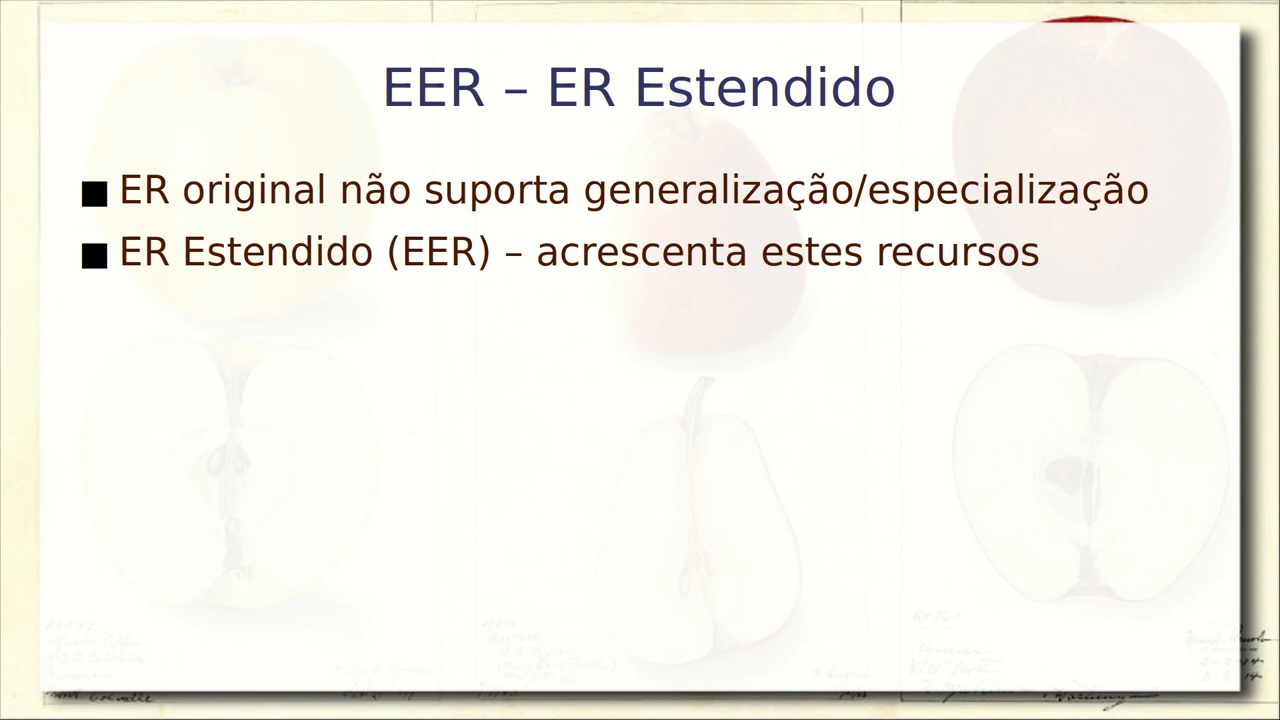 EER – ER Estendido
■ ER original não suporta generalização/especialização
■ ER Estendido (EER) – acrescenta estes recursos